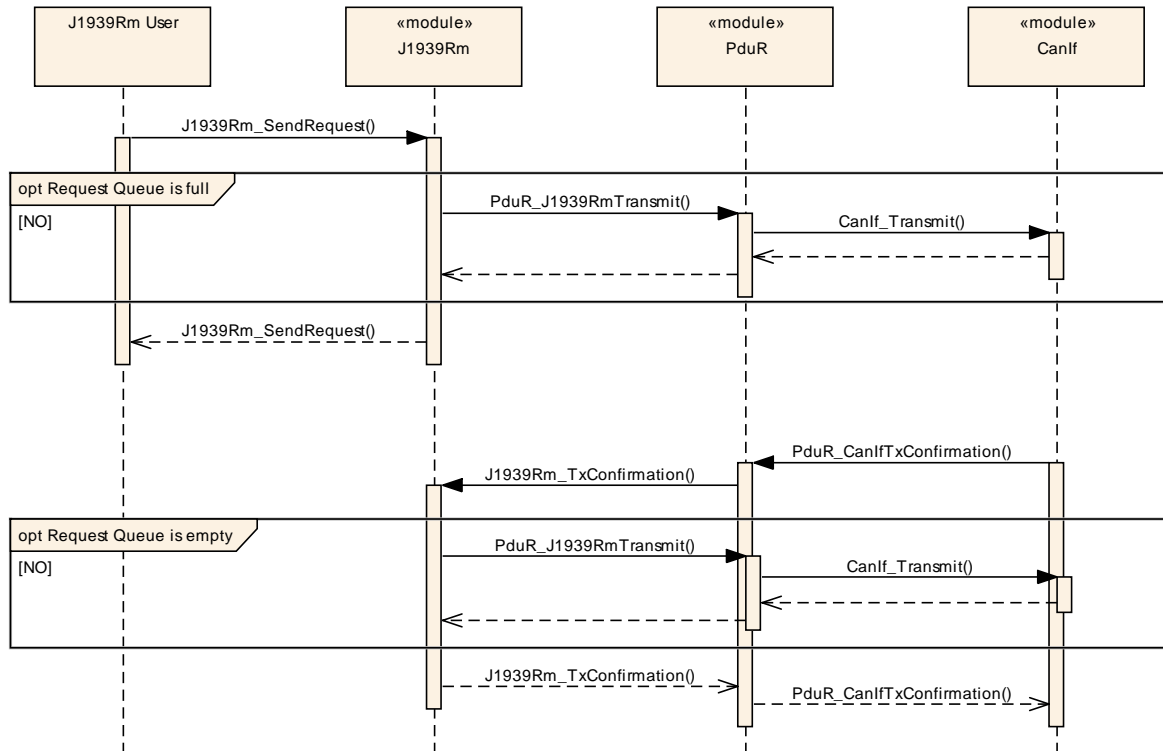 J1939Rm User
«module»
J1939Rm
«module»
PduR
«module»
CanIf
J1939Rm_SendRequest()
opt Request Queue is full
[NO]
PduR_J1939RmTransmit()
CanIf_Transmit()
J1939Rm_SendRequest()
PduR_CanIfTxConfirmation()
J1939Rm_TxConfirmation()
opt Request Queue is empty
[NO]
PduR_J1939RmTransmit()
CanIf_Transmit()
J1939Rm_TxConfirmation()
PduR_CanIfTxConfirmation()